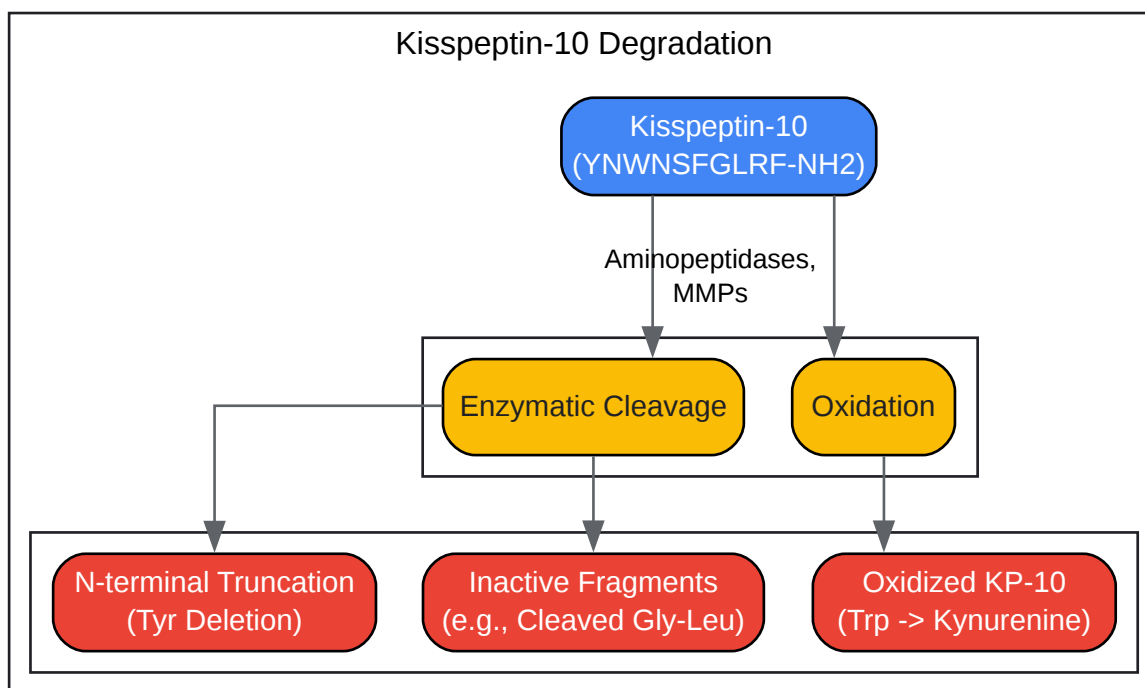 Kisspeptin-10 Degradation
Kisspeptin-10
(YNWNSFGLRF-NH2)
Aminopeptidases,
MMPs
Enzymatic Cleavage
Oxidation
N-terminal Truncation
(Tyr Deletion)
Inactive Fragments
(e.g., Cleaved Gly-Leu)
Oxidized KP-10
(Trp -> Kynurenine)